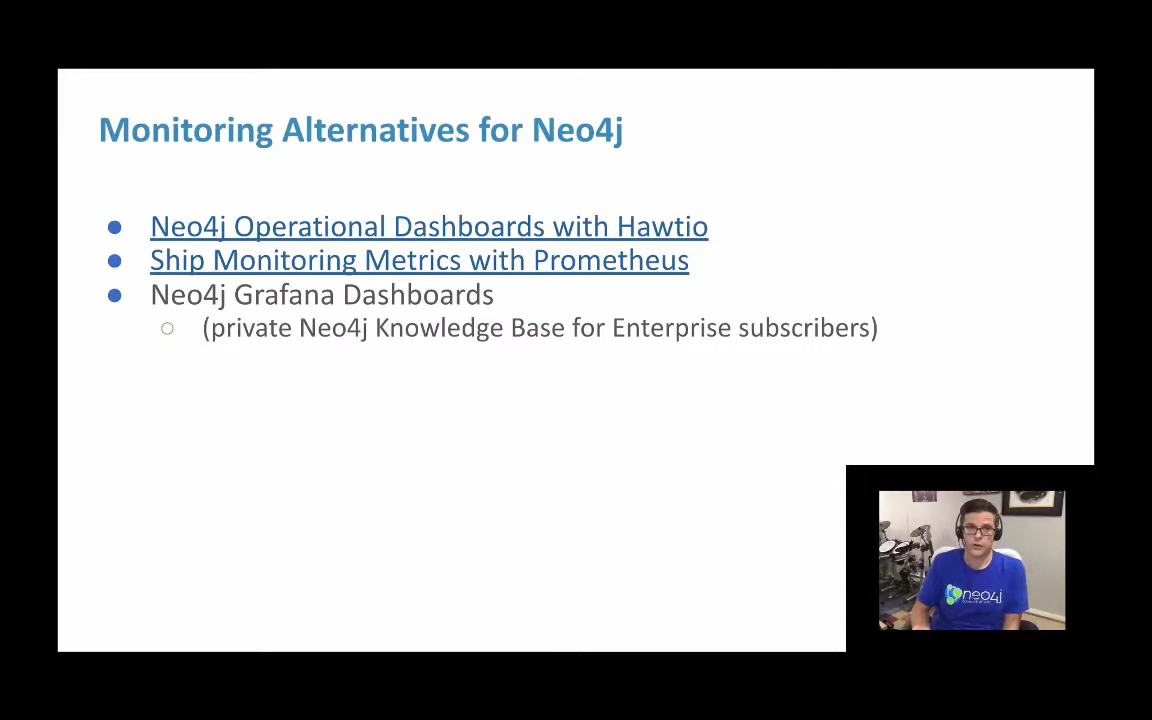 Monitoring Alternatives for Neo4j
● Neo4j Operational Dashboards with Hawtio
● Ship Monitoring Metrics with Prometheus
● Neo4j Grafana Dashboards
○ (private Neo4j Knowledge Base for Enterprise subscribers)
neo4j